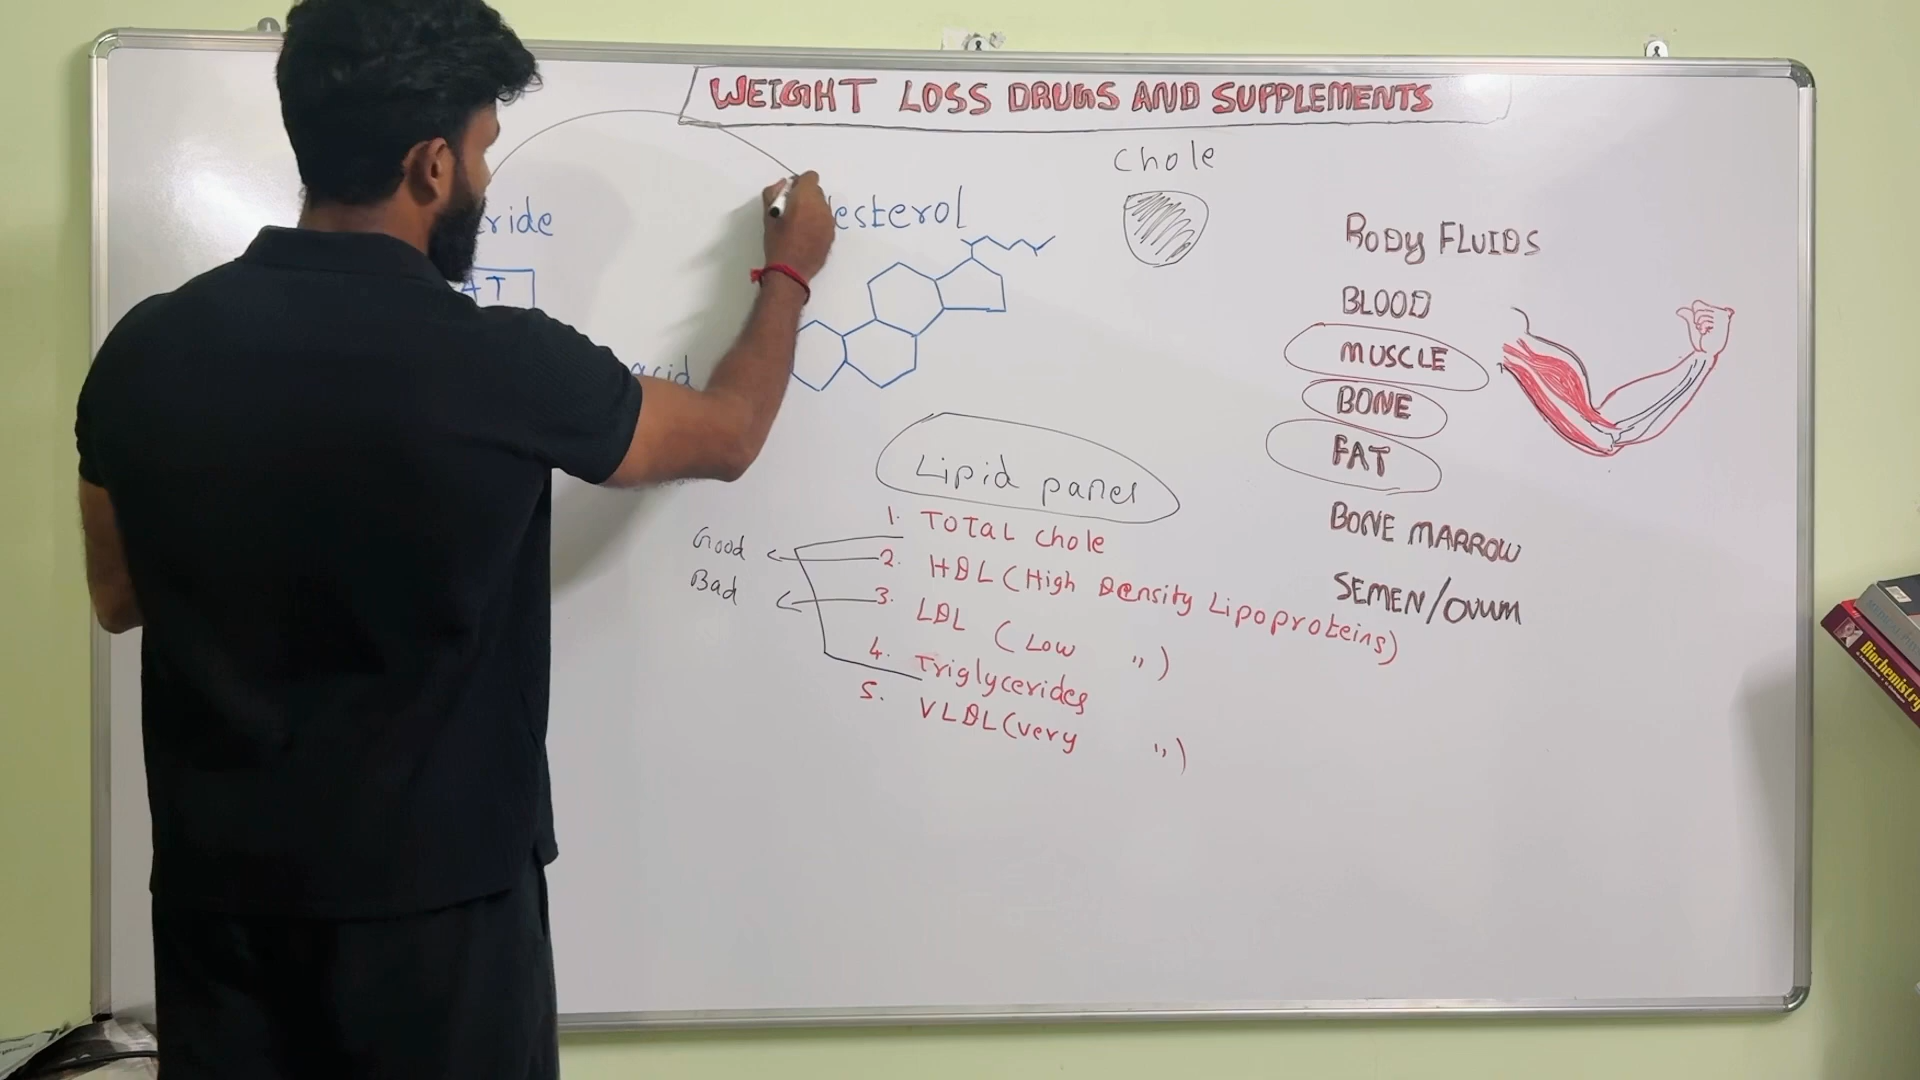 WEIGHT LOSS DRUGS AND SUPPLEMENTS
Chole
ride
esterol
AT
acid
BODY FLUIDS
BLOOD
MUSCLE
BONE
FAT
BONE MARROW
SEMEN/OVUM
Lipid panel
1. TOTAL Chole
2. HDL (High Density Lipoproteins)
3. LDL (Low ")
4. Triglycerides
5. VLDL (very ")
Good
Bad
Biochemistry